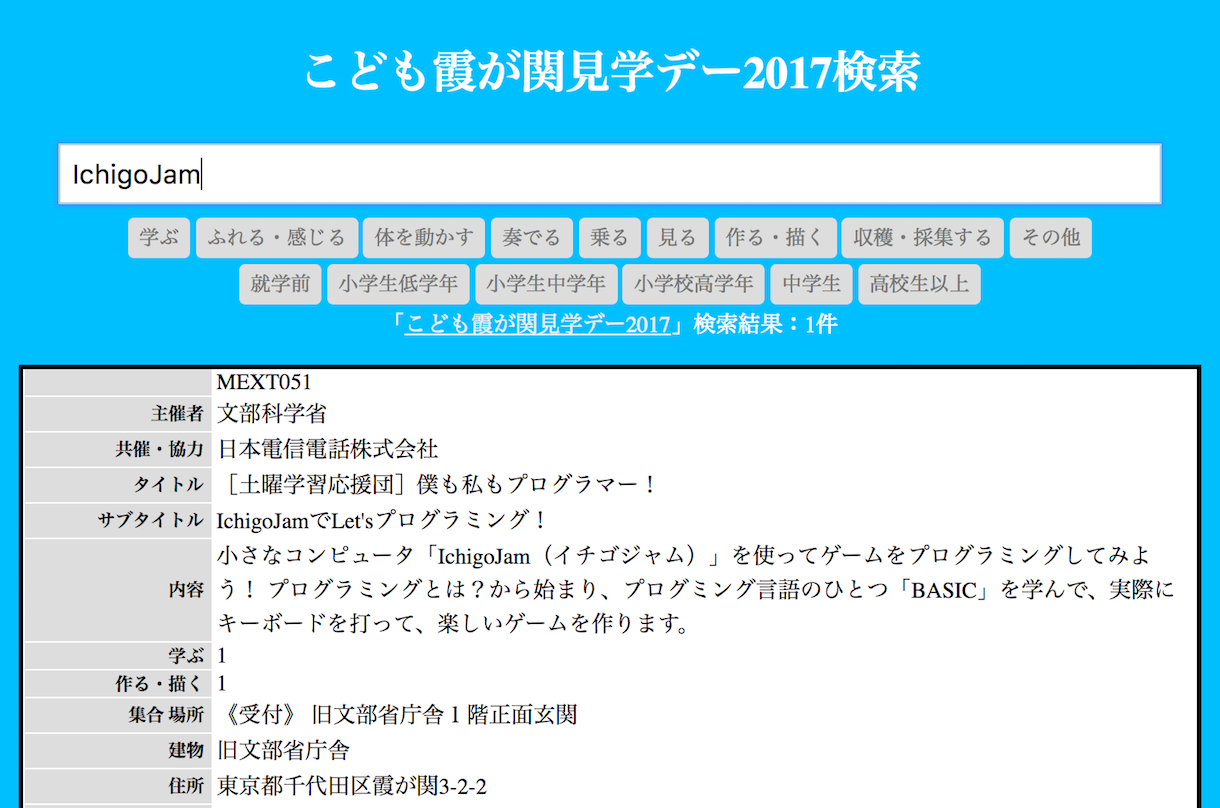 こども霞が関見学デー2017検索
IchigoJam
学ぶ ふれる・感じる 体を動かす 奏でる 乗る 見る 作る・描く 収穫・採集する その他
就学前 小学生低学年 小学生中学年 小学校高学年 中学生 高校生以上
「こども霞が関見学デー2017」検索結果：1件
MEXT051
主催者 文部科学省
共催・協力 日本電信電話株式会社
タイトル ［土曜学習応援団］僕も私もプログラマー！
サブタイトル IchigoJamでLet'sプログラミング！
内容 小さなコンピュータ「IchigoJam（イチゴジャム）」を使ってゲームをプログラミングしてみよ
う！ プログラミングとは？から始まり、プログミング言語のひとつ「BASIC」を学んで、実際に
キーボードを打って、楽しいゲームを作ります。
学ぶ 1
作る・描く 1
集合 場所 《受付》 旧文部省庁舎１階正面玄関
建物 旧文部省庁舎
住所 東京都千代田区霞が関3-2-2